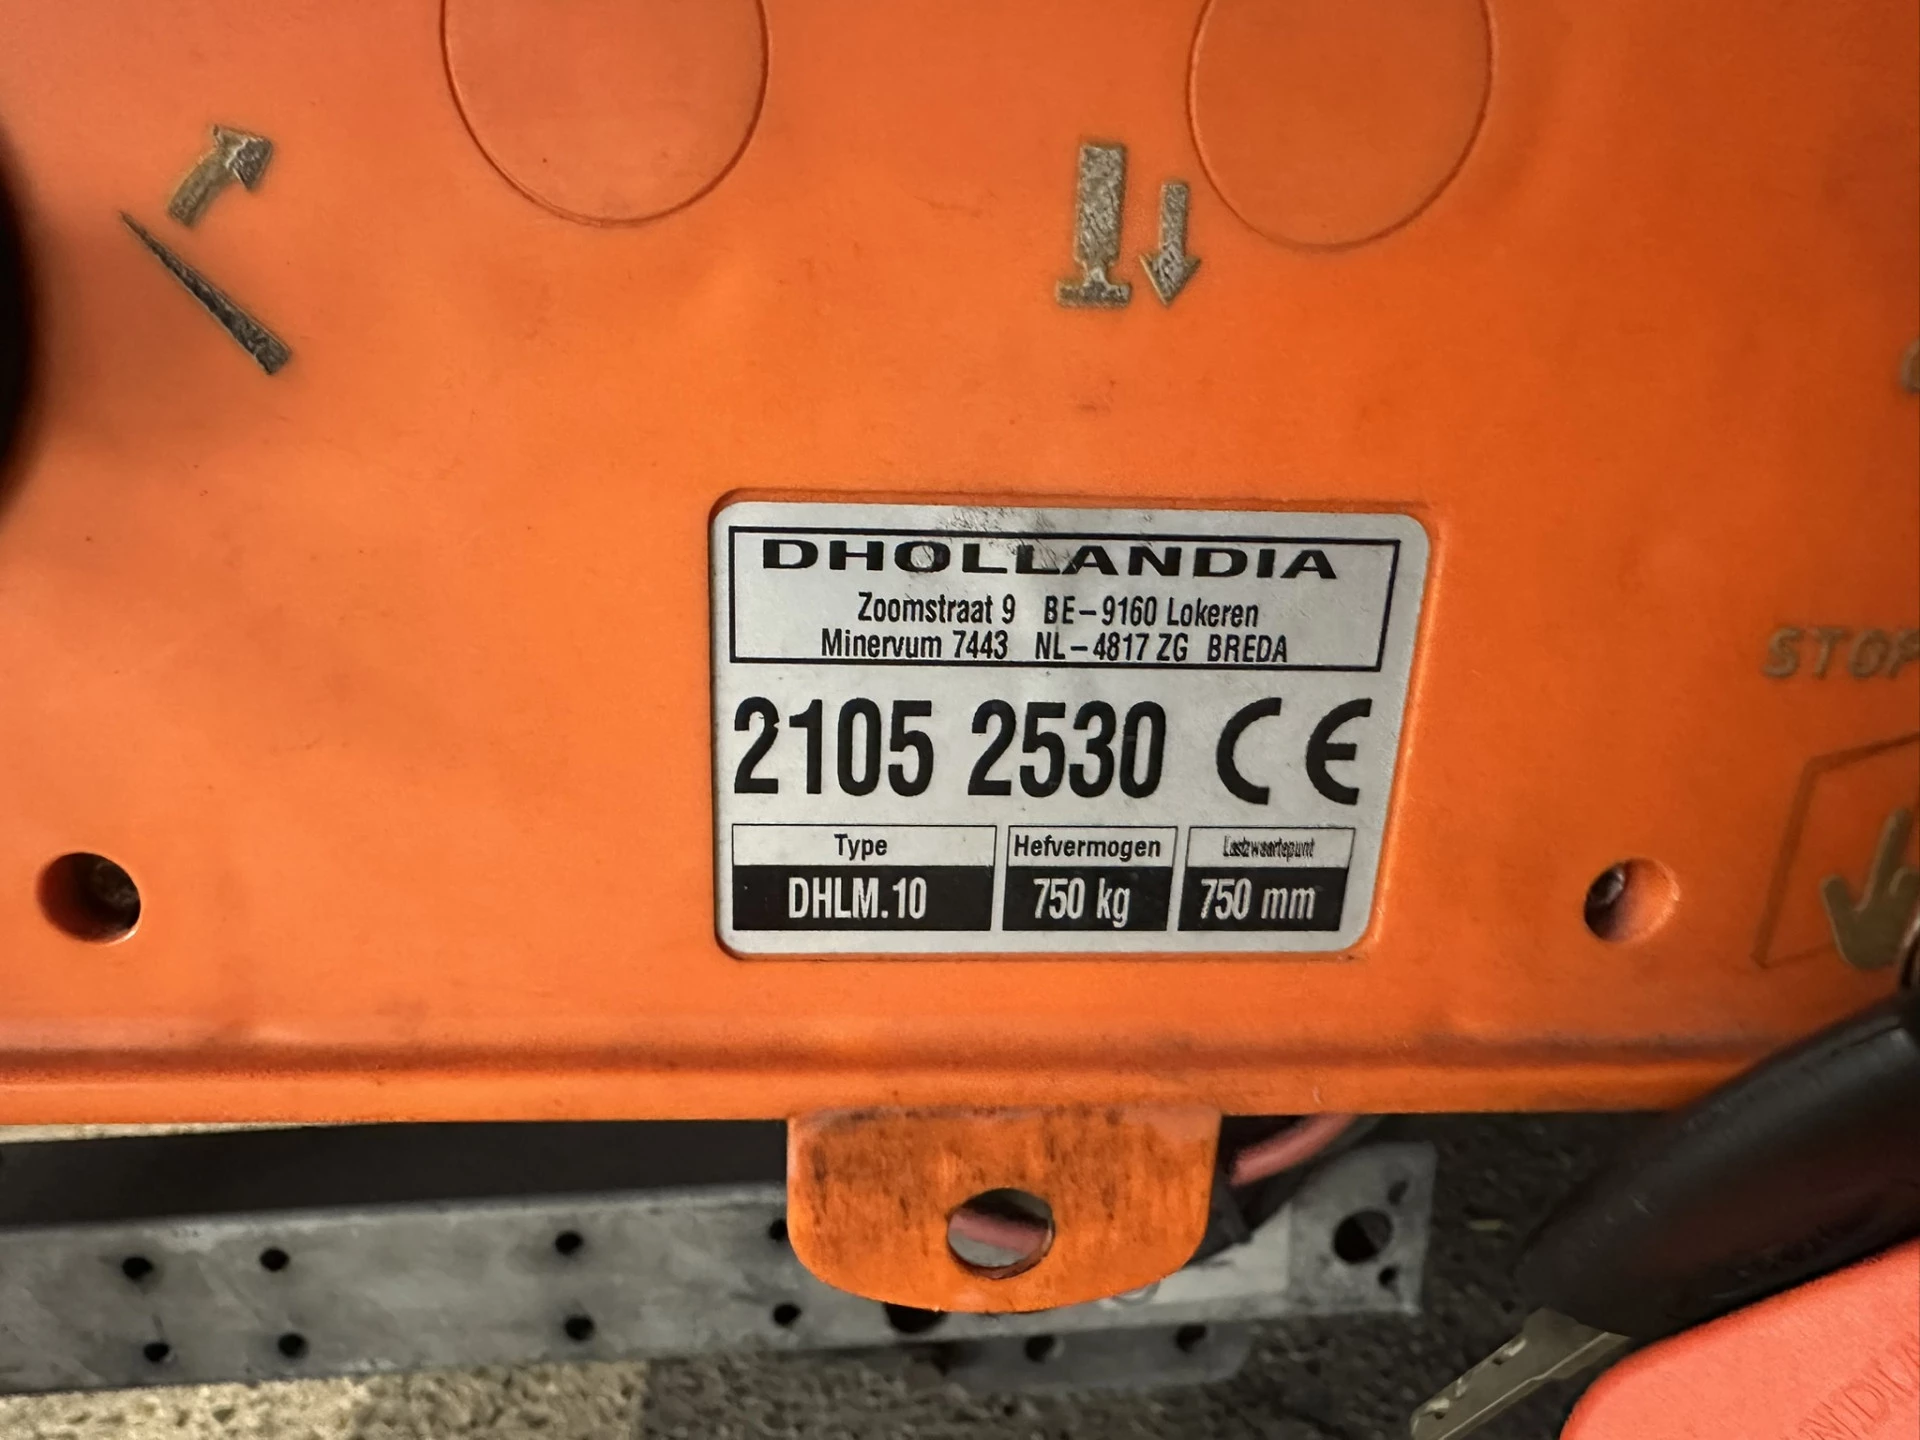 DHOLLANDIA
Zoomstraat 9 BE-9160 Lokeren
Minervum 7443 NL-4817 ZG BREDA
2105 2530 CE
Type Hefvermogen Lastzwaartepunt
DHLM.10 750 kg 750 mm
STOP